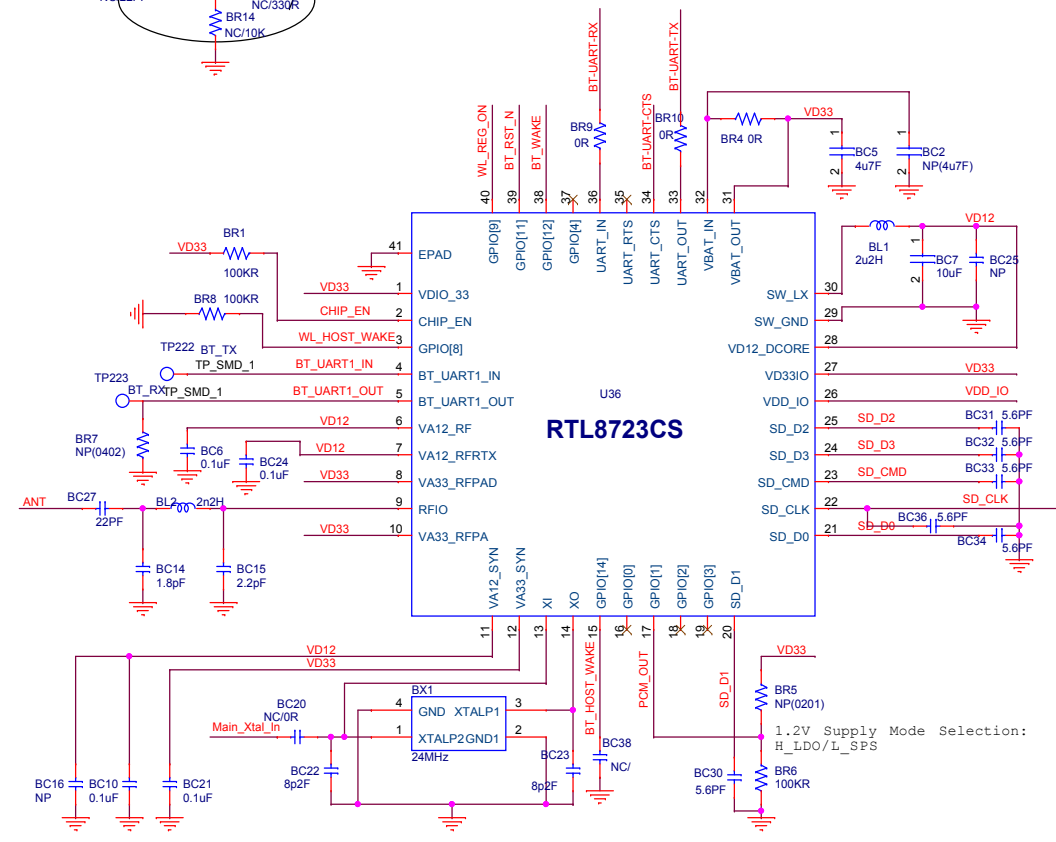 NC/330R
BR14
NC/10K
BT-UART-RX
BT-UART-TX
WL_REG_ON
BT_RST_N
BT_WAKE
BR9
0R
BT-UART-CTS
BR10
0R
BR4 0R
VD33
1
BC5
4u7F
2
1
BC2
NP(4u7F)
2
40
39
38
37
36
35
34
33
32
31
GPIO[9]
GPIO[11]
GPIO[12]
GPIO[4]
UART_IN
UART_RTS
UART_CTS
UART_OUT
VBAT_IN
VBAT_OUT
BR1
VD33
100KR
41
EPAD
BL1
2u2H
VD12
1
BC7
10uF
2
BC25
NP
VD33
1
VDIO_33
SW_LX
30
BR8 100KR
CHIP_EN
2
CHIP_EN
SW_GND
29
WL_HOST_WAKE
3
GPIO[8]
VD12_DCORE
28
TP222
BT_TX
TP_SMD_1
BT_UART1_IN
4
BT_UART1_IN
VD33IO
27
VD33
TP223
BT_RX
TP_SMD_1
BT_UART1_OUT
5
BT_UART1_OUT
VDD_IO
26
VDD_IO
U36
RTL8723CS
VD12
6
VA12_RF
SD_D2
25
SD_D2
BC31 5.6PF
BR7
NP(0402)
BC6
0.1uF
VD12
7
VA12_RFRTX
SD_D3
24
SD_D3
BC32 5.6PF
BC24
0.1uF
VD33
8
VA33_RFPAD
SD_CMD
23
SD_CMD
BC33 5.6PF
ANT
BC27
22PF
BL2
2n2H
9
RFIO
SD_CLK
22
SD_CLK
BC36 5.6PF
VD33
10
VA33_RFPA
SD_D0
21
SD_D0
BC34
5.6PF
BC14
1.8pF
BC15
2.2pF
VA12_SYN
VA33_SYN
XI
XO
GPIO[14]
GPIO[0]
GPIO[1]
GPIO[2]
GPIO[3]
SD_D1
11
12
13
14
15
16
17
18
19
20
VD12
VD33
BT_HOST_WAKE
PCM_OUT
SD_D1
VD33
BR5
NP(0201)
BX1
4
GND
XTALP1
3
1
XTALP2
GND1
2
24MHz
BC20
NC/0R
Main_Xtal_In
1.2V Supply Mode Selection:
H_LDO/L_SPS
BC16
NP
BC10
0.1uF
BC21
0.1uF
BC22
8p2F
BC23
8p2F
BC38
NC/
BC30
5.6PF
BR6
100KR